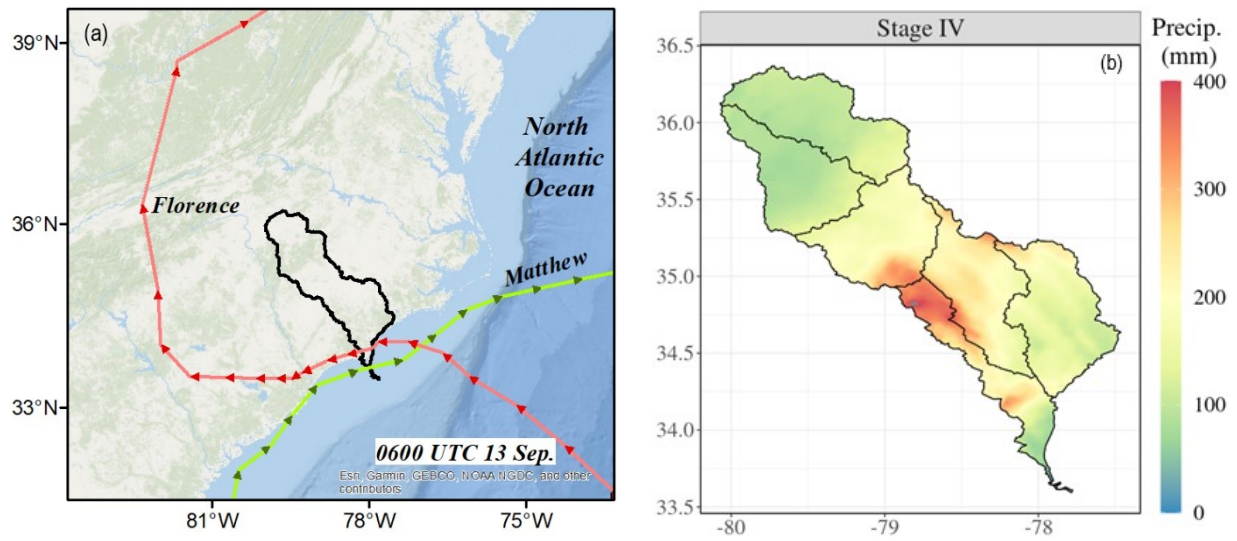 (a)
39°N
36°N
33°N
81°W
78°W
75°W
North
Atlantic
Ocean
Florence
Matthew
0600 UTC 13 Sep.
Esri, Garmin, GEBCO, NOAA NGDC, and other
contributors
Stage IV
(b)
36.5
36.0
35.5
35.0
34.5
34.0
33.5
-80
-79
-78
Precip.
(mm)
400
300
200
100
0